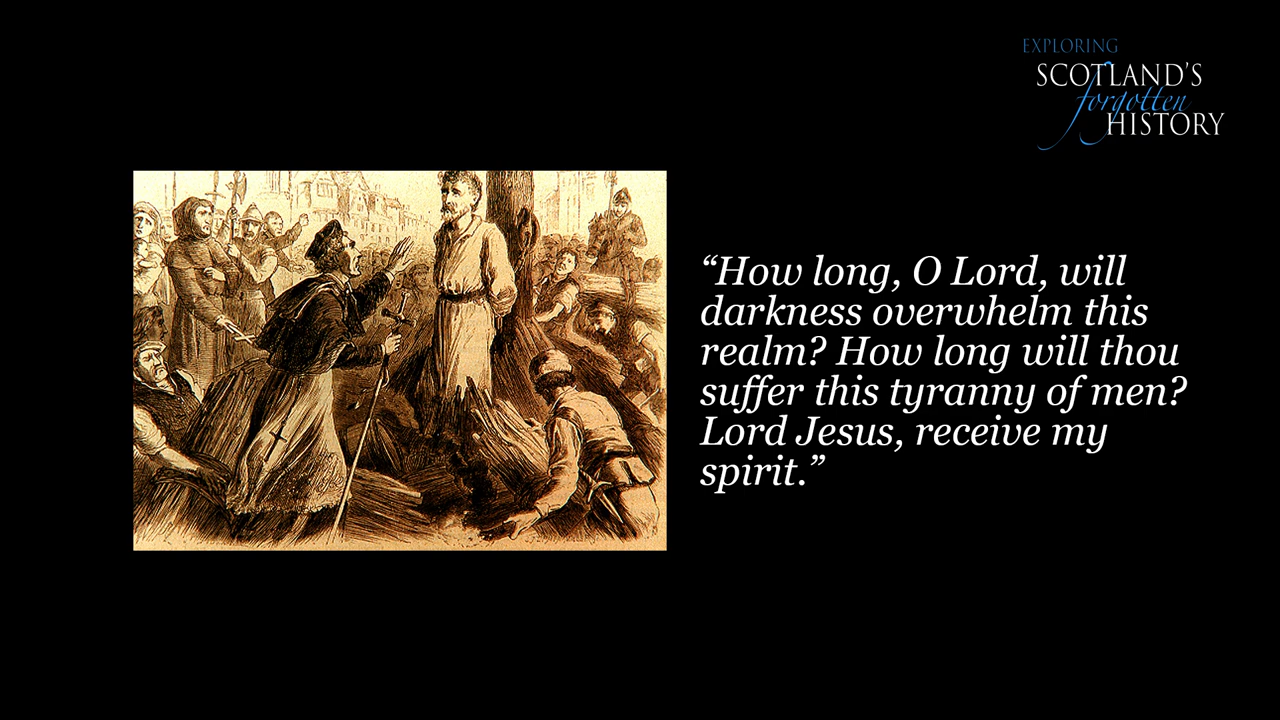 EXPLORING
SCOTLAND'S
forgotten
HISTORY
“How long, O Lord, will
darkness overwhelm this
realm? How long will thou
suffer this tyranny of men?
Lord Jesus, receive my
spirit.”